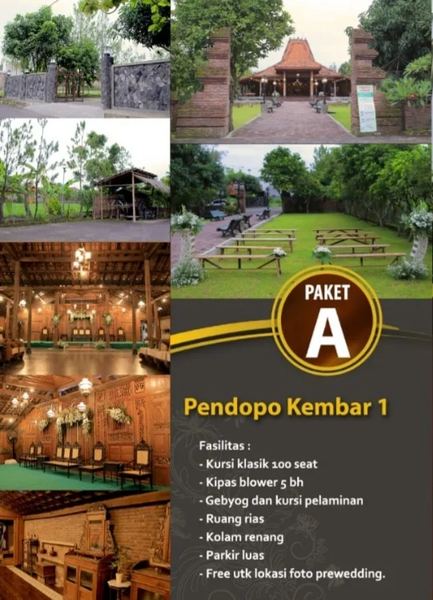 PAKET
A
Pendopo Kembar 1
Fasilitas :
- Kursi klasik 100 seat
- Kipas blower 5 bh
- Gebyog dan kursi pelaminan
- Ruang rias
- Kolam renang
- Parkir luas
- Free utk lokasi foto prewedding.